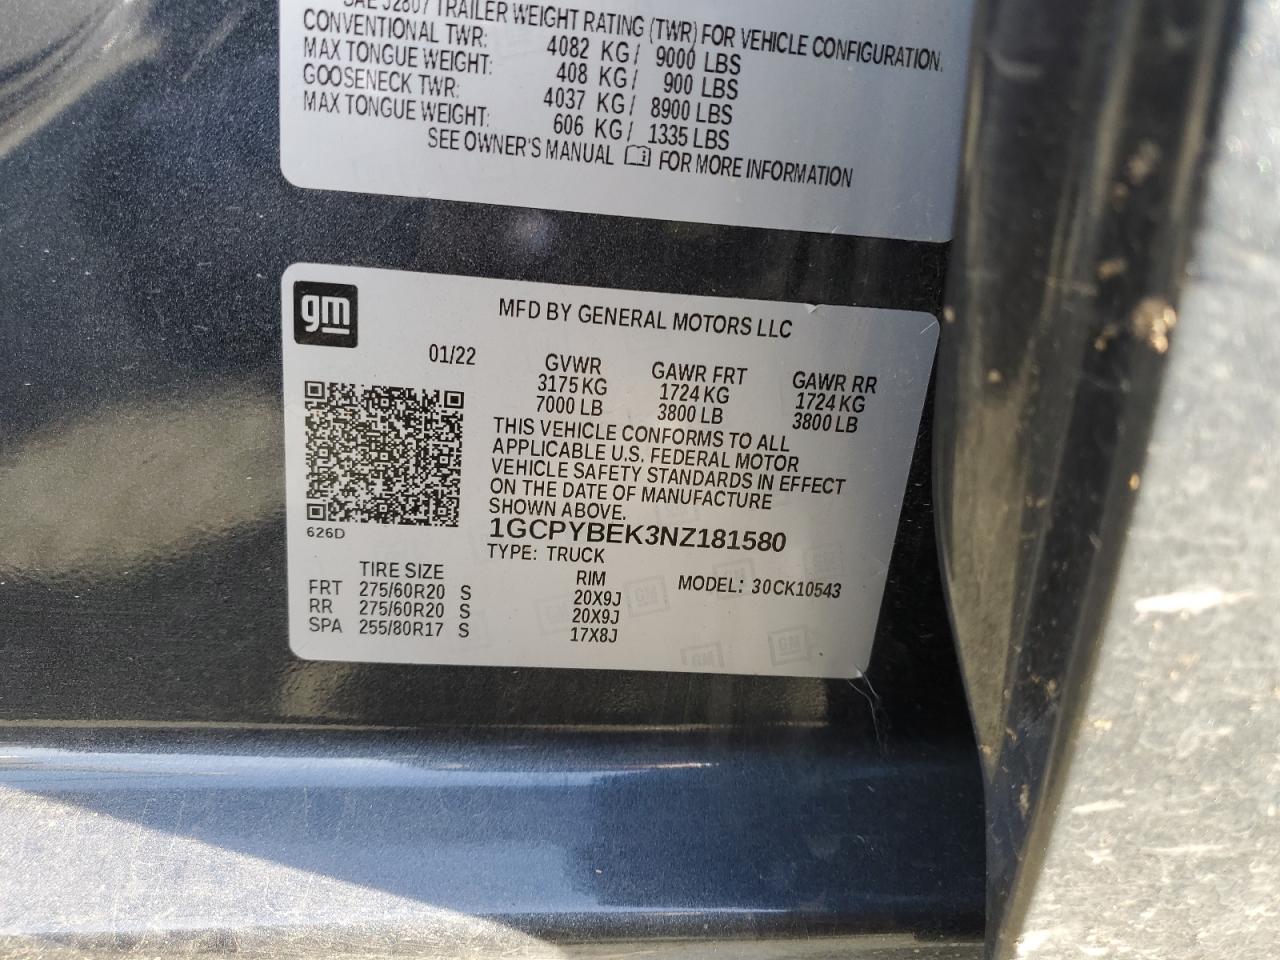 SAE J2807 TRAILER WEIGHT RATING (TWR) FOR VEHICLE CONFIGURATION.
CONVENTIONAL TWR: 4082 KG/ 9000 LBS
MAX TONGUE WEIGHT: 408 KG/ 900 LBS
GOOSENECK TWR: 4037 KG/ 8900 LBS
MAX TONGUE WEIGHT: 606 KG/ 1335 LBS
SEE OWNER'S MANUAL FOR MORE INFORMATION
gm
MFD BY GENERAL MOTORS LLC
01/22
GVWR GAWR FRT GAWR RR
3175 KG 1724 KG 1724 KG
7000 LB 3800 LB 3800 LB
THIS VEHICLE CONFORMS TO ALL
APPLICABLE U.S. FEDERAL MOTOR
VEHICLE SAFETY STANDARDS IN EFFECT
ON THE DATE OF MANUFACTURE
SHOWN ABOVE.
1GCPYBEK3NZ181580
626D
TYPE: TRUCK
TIRE SIZE RIM MODEL: 30CK10543
FRT 275/60R20 S 20X9J
RR 275/60R20 S 20X9J
SPA 255/80R17 S 17X8J
GM
GM
GM